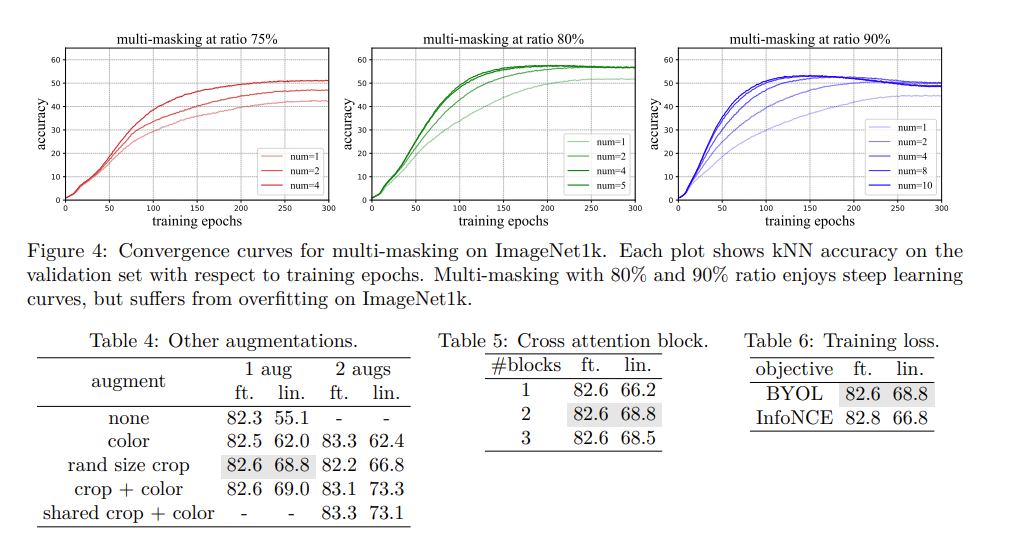 multi-masking at ratio 75%
accuracy
60
50
40
30
20
10
0
0 50 100 150 200 250 300
training epochs
num=1
num=2
num=4
multi-masking at ratio 80%
accuracy
60
50
40
30
20
10
0
0 50 100 150 200 250 300
training epochs
num=1
num=2
num=4
num=5
multi-masking at ratio 90%
accuracy
60
50
40
30
20
10
0
0 50 100 150 200 250 300
training epochs
num=1
num=2
num=4
num=8
num=10
Figure 4: Convergence curves for multi-masking on ImageNet1k. Each plot shows kNN accuracy on the
validation set with respect to training epochs. Multi-masking with 80% and 90% ratio enjoys steep learning
curves, but suffers from overfitting on ImageNet1k.
Table 4: Other augmentations.
augment 1 aug 2 augs
ft. lin. ft. lin.
none 82.3 55.1 - -
color 82.5 62.0 83.3 62.4
rand size crop 82.6 68.8 82.2 66.8
crop + color 82.6 69.0 83.1 73.3
shared crop + color - - 83.3 73.1
Table 5: Cross attention block.
#blocks ft. lin.
1 82.6 66.2
2 82.6 68.8
3 82.6 68.5
Table 6: Training loss.
objective ft. lin.
BYOL 82.6 68.8
InfoNCE 82.8 66.8